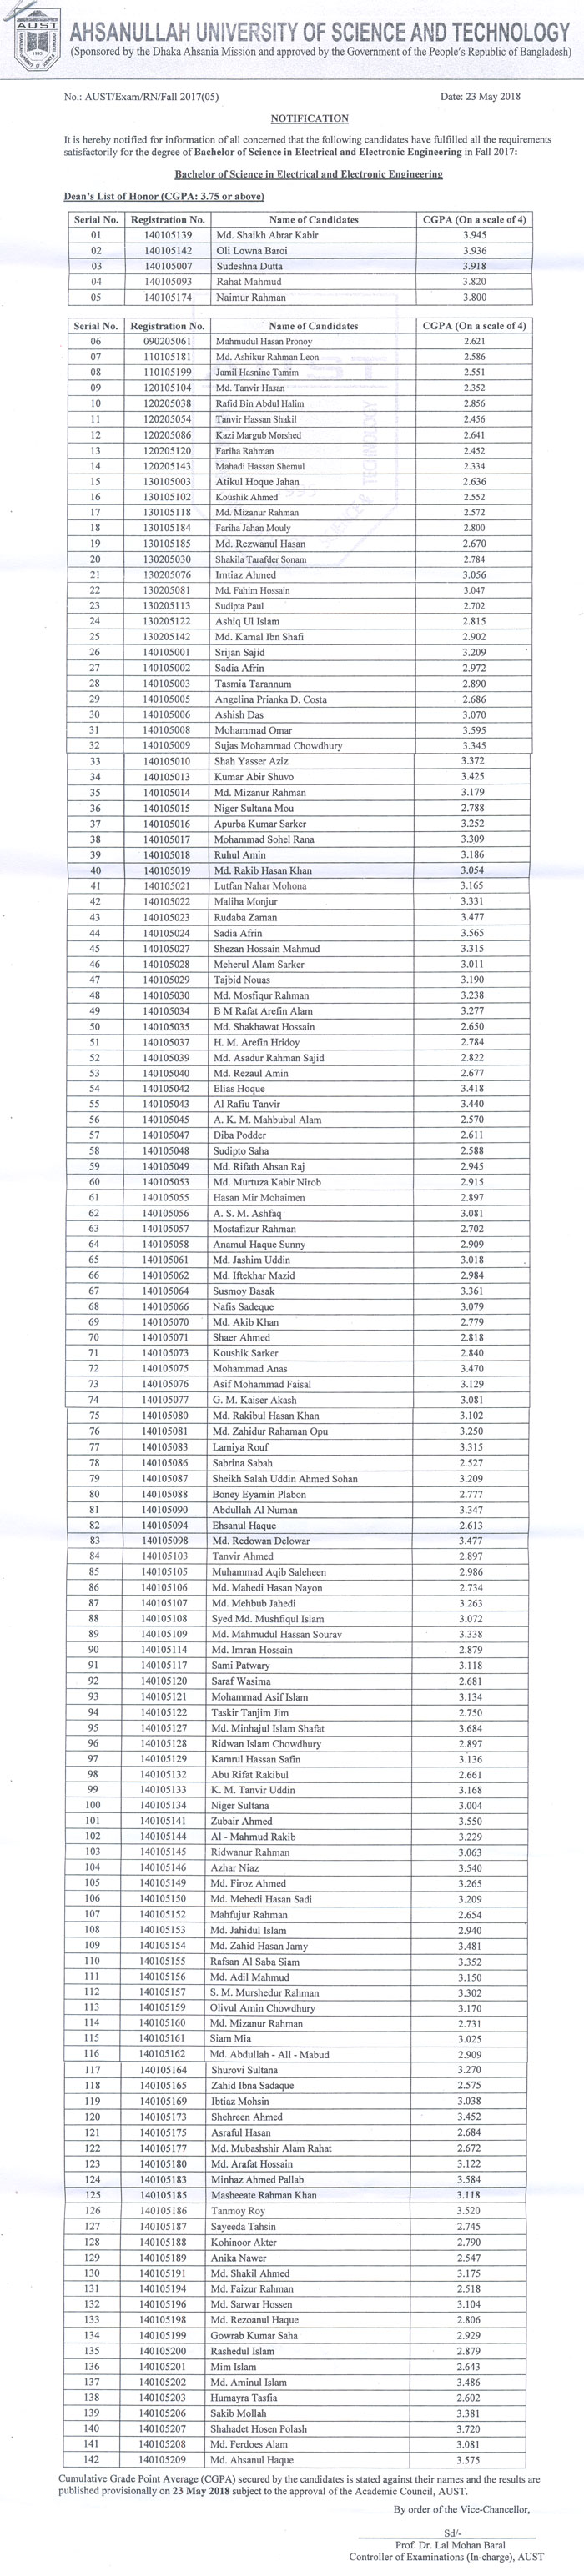 AUST
AHSANULLAH UNIVERSITY OF SCIENCE AND TECHNOLOGY
(Sponsored by the Dhaka Ahsania Mission and approved by the Government of the People's Republic of Bangladesh)
No.: AUST/Exam/RN/Fall 2017(05) Date: 23 May 2018
NOTIFICATION
It is hereby notified for information of all concerned that the following candidates have fulfilled all the requirements
satisfactorily for the degree of Bachelor of Science in Electrical and Electronic Engineering in Fall 2017:
Bachelor of Science in Electrical and Electronic Engineering
Dean's List of Honor (CGPA: 3.75 or above)
Serial No. Registration No. Name of Candidates CGPA (On a scale of 4)
01 140105139 Md. Shaikh Abrar Kabir 3.945
02 140105142 Oli Lowna Baroi 3.936
03 140105007 Sudeshna Dutta 3.918
04 140105093 Rahat Mahmud 3.820
05 140105174 Naimur Rahman 3.800
Serial No. Registration No. Name of Candidates CGPA (On a scale of 4)
06 090205061 Mahmudul Hasan Pronoy 2.621
07 110105181 Md. Ashikur Rahman Leon 2.586
08 110105199 Jamil Hasnine Tamim 2.551
09 120105104 Md. Tanvir Hasan 2.352
10 120205038 Rafid Bin Abdul Halim 2.856
11 120205054 Tanvir Hassan Shakil 2.456
12 120205086 Kazi Margub Morshed 2.641
13 120205120 Fariha Rahman 2.452
14 120205143 Mahadi Hassan Shemul 2.334
15 130105003 Atikul Hoque Jahan 2.636
16 130105102 Koushik Ahmed 2.552
17 130105118 Md. Mizanur Rahman 2.572
18 130105184 Fariha Jahan Mouly 2.800
19 130105185 Md. Rezwanul Hasan 2.670
20 130205030 Shakila Tarafder Sonam 2.784
21 130205076 Imtiaz Ahmed 3.056
22 130205081 Md. Fahim Hossain 3.047
23 130205113 Sudipta Paul 2.702
24 130205122 Ashiq Ul Islam 2.815
25 130205142 Md. Kamal Ibn Shafi 2.902
26 140105001 Srijan Sajid 3.209
27 140105002 Sadia Afrin 2.972
28 140105003 Tasmia Tarannum 2.890
29 140105005 Angelina Prianka D. Costa 2.686
30 140105006 Ashish Das 3.070
31 140105008 Mohammad Omar 3.595
32 140105009 Sujas Mohammad Chowdhury 3.345
33 140105010 Shah Yasser Aziz 3.372
34 140105013 Kumar Abir Shuvo 3.425
35 140105014 Md. Mizanur Rahman 3.179
36 140105015 Niger Sultana Mou 2.788
37 140105016 Apurba Kumar Sarker 3.252
38 140105017 Mohammad Sohel Rana 3.309
39 140105018 Ruhul Amin 3.186
40 140105019 Md. Rakib Hasan Khan 3.054
41 140105021 Lutfan Nahar Mohona 3.165
42 140105022 Maliha Monjur 3.331
43 140105023 Rudaba Zaman 3.477
44 140105024 Sadia Afrin 3.565
45 140105027 Shezan Hossain Mahmud 3.315
46 140105028 Meherul Alam Sarker 3.011
47 140105029 Tajbid Nouas 3.190
48 140105030 Md. Mosfiqur Rahman 3.238
49 140105034 B M Rafat Arefin Alam 3.277
50 140105035 Md. Shakhawat Hossain 2.650
51 140105037 H. M. Arefin Hridoy 2.784
52 140105039 Md. Asadur Rahman Sajid 2.822
53 140105040 Md. Rezaul Amin 2.677
54 140105042 Elias Hoque 3.418
55 140105043 Al Rafiu Tanvir 3.440
56 140105045 A. K. M. Mahbubul Alam 2.570
57 140105047 Diba Podder 2.611
58 140105048 Sudipto Saha 2.588
59 140105049 Md. Rifath Ahsan Raj 2.945
60 140105053 Md. Murtuza Kabir Nirob 2.915
61 140105055 Hasan Mir Mohaimen 2.897
62 140105056 A. S. M. Ashfaq 3.081
63 140105057 Mostafizur Rahman 2.702
64 140105058 Anamul Haque Sunny 2.909
65 140105061 Md. Jashim Uddin 3.018
66 140105062 Md. Iftekhar Mazid 2.984
67 140105064 Susmoy Basak 3.361
68 140105066 Nafis Sadeque 3.079
69 140105070 Md. Akib Khan 2.779
70 140105071 Shaer Ahmed 2.818
71 140105073 Koushik Sarker 2.840
72 140105075 Mohammad Anas 3.470
73 140105076 Asif Mohammad Faisal 3.129
74 140105077 G. M. Kaiser Akash 3.081
75 140105080 Md. Rakibul Hasan Khan 3.102
76 140105081 Md. Zahidur Rahaman Opu 3.250
77 140105083 Lamiya Rouf 3.315
78 140105086 Sabrina Sabah 2.527
79 140105087 Sheikh Salah Uddin Ahmed Sohan 3.209
80 140105088 Boney Eyamin Plabon 2.777
81 140105090 Abdullah Al Numan 3.347
82 140105094 Ehsanul Haque 2.613
83 140105098 Md. Redowan Delowar 3.477
84 140105103 Tanvir Ahmed 2.897
85 140105105 Muhammad Aqib Saleheen 2.986
86 140105106 Md. Mahedi Hasan Nayon 2.734
87 140105107 Md. Mehbub Jahedi 3.263
88 140105108 Syed Md. Mushfiqul Islam 3.072
89 140105109 Md. Mahmudul Hassan Sourav 3.338
90 140105114 Md. Imran Hossain 2.879
91 140105117 Sami Patwary 3.118
92 140105120 Saraf Wasima 2.681
93 140105121 Mohammad Asif Islam 3.134
94 140105122 Taskir Tanjim Jim 2.750
95 140105127 Md. Minhajul Islam Shafat 3.684
96 140105128 Ridwan Islam Chowdhury 2.897
97 140105129 Kamrul Hassan Safin 3.136
98 140105132 Abu Rifat Rakibul 2.661
99 140105133 K. M. Tanvir Uddin 3.168
100 140105134 Niger Sultana 3.004
101 140105141 Zubair Ahmed 3.550
102 140105144 Al - Mahmud Rakib 3.229
103 140105145 Ridwanur Rahman 3.063
104 140105146 Azhar Niaz 3.540
105 140105149 Md. Firoz Ahmed 3.265
106 140105150 Md. Mehedi Hasan Sadi 3.209
107 140105152 Mahfujur Rahman 2.654
108 140105153 Md. Jahidul Islam 2.940
109 140105154 Md. Zahid Hasan Jamy 3.481
110 140105155 Rafsan Al Saba Siam 3.352
111 140105156 Md. Adil Mahmud 3.150
112 140105157 S. M. Murshedur Rahman 3.302
113 140105159 Olivul Amin Chowdhury 3.170
114 140105160 Md. Mizanur Rahman 2.731
115 140105161 Siam Mia 3.025
116 140105162 Md. Abdullah - All - Mabud 2.909
117 140105164 Shurovi Sultana 3.270
118 140105165 Zahid Ibna Sadaque 2.575
119 140105169 Ibtiaz Mohsin 3.038
120 140105173 Shehreen Ahmed 3.452
121 140105175 Asraful Hasan 2.684
122 140105177 Md. Mubashshir Alam Rahat 2.672
123 140105180 Md. Arafat Hossain 3.122
124 140105183 Minhaz Ahmed Pallab 3.584
125 140105185 Masheeate Rahman Khan 3.118
126 140105186 Tanmoy Roy 3.520
127 140105187 Sayeeda Tahsin 2.745
128 140105188 Kohinoor Akter 2.790
129 140105189 Anika Nawer 2.547
130 140105191 Md. Shakil Ahmed 3.175
131 140105194 Md. Faizur Rahman 2.518
132 140105196 Md. Sarwar Hossen 3.104
133 140105198 Md. Rezoanul Haque 2.806
134 140105199 Gowrab Kumar Saha 2.929
135 140105200 Rashedul Islam 2.879
136 140105201 Mim Islam 2.643
137 140105202 Md. Aminul Islam 3.486
138 140105203 Humayra Tasfia 2.602
139 140105206 Sakib Mollah 3.381
140 140105207 Shahadet Hosen Polash 3.720
141 140105208 Md. Ferdoes Alam 3.081
142 140105209 Md. Ahsanul Haque 3.575
Cumulative Grade Point Average (CGPA) secured by the candidates is stated against their names and the results are
published provisionally on 23 May 2018 subject to the approval of the Academic Council, AUST.
By order of the Vice-Chancellor,
Sd/-
Prof. Dr. Lal Mohan Baral
Controller of Examinations (In-charge), AUST